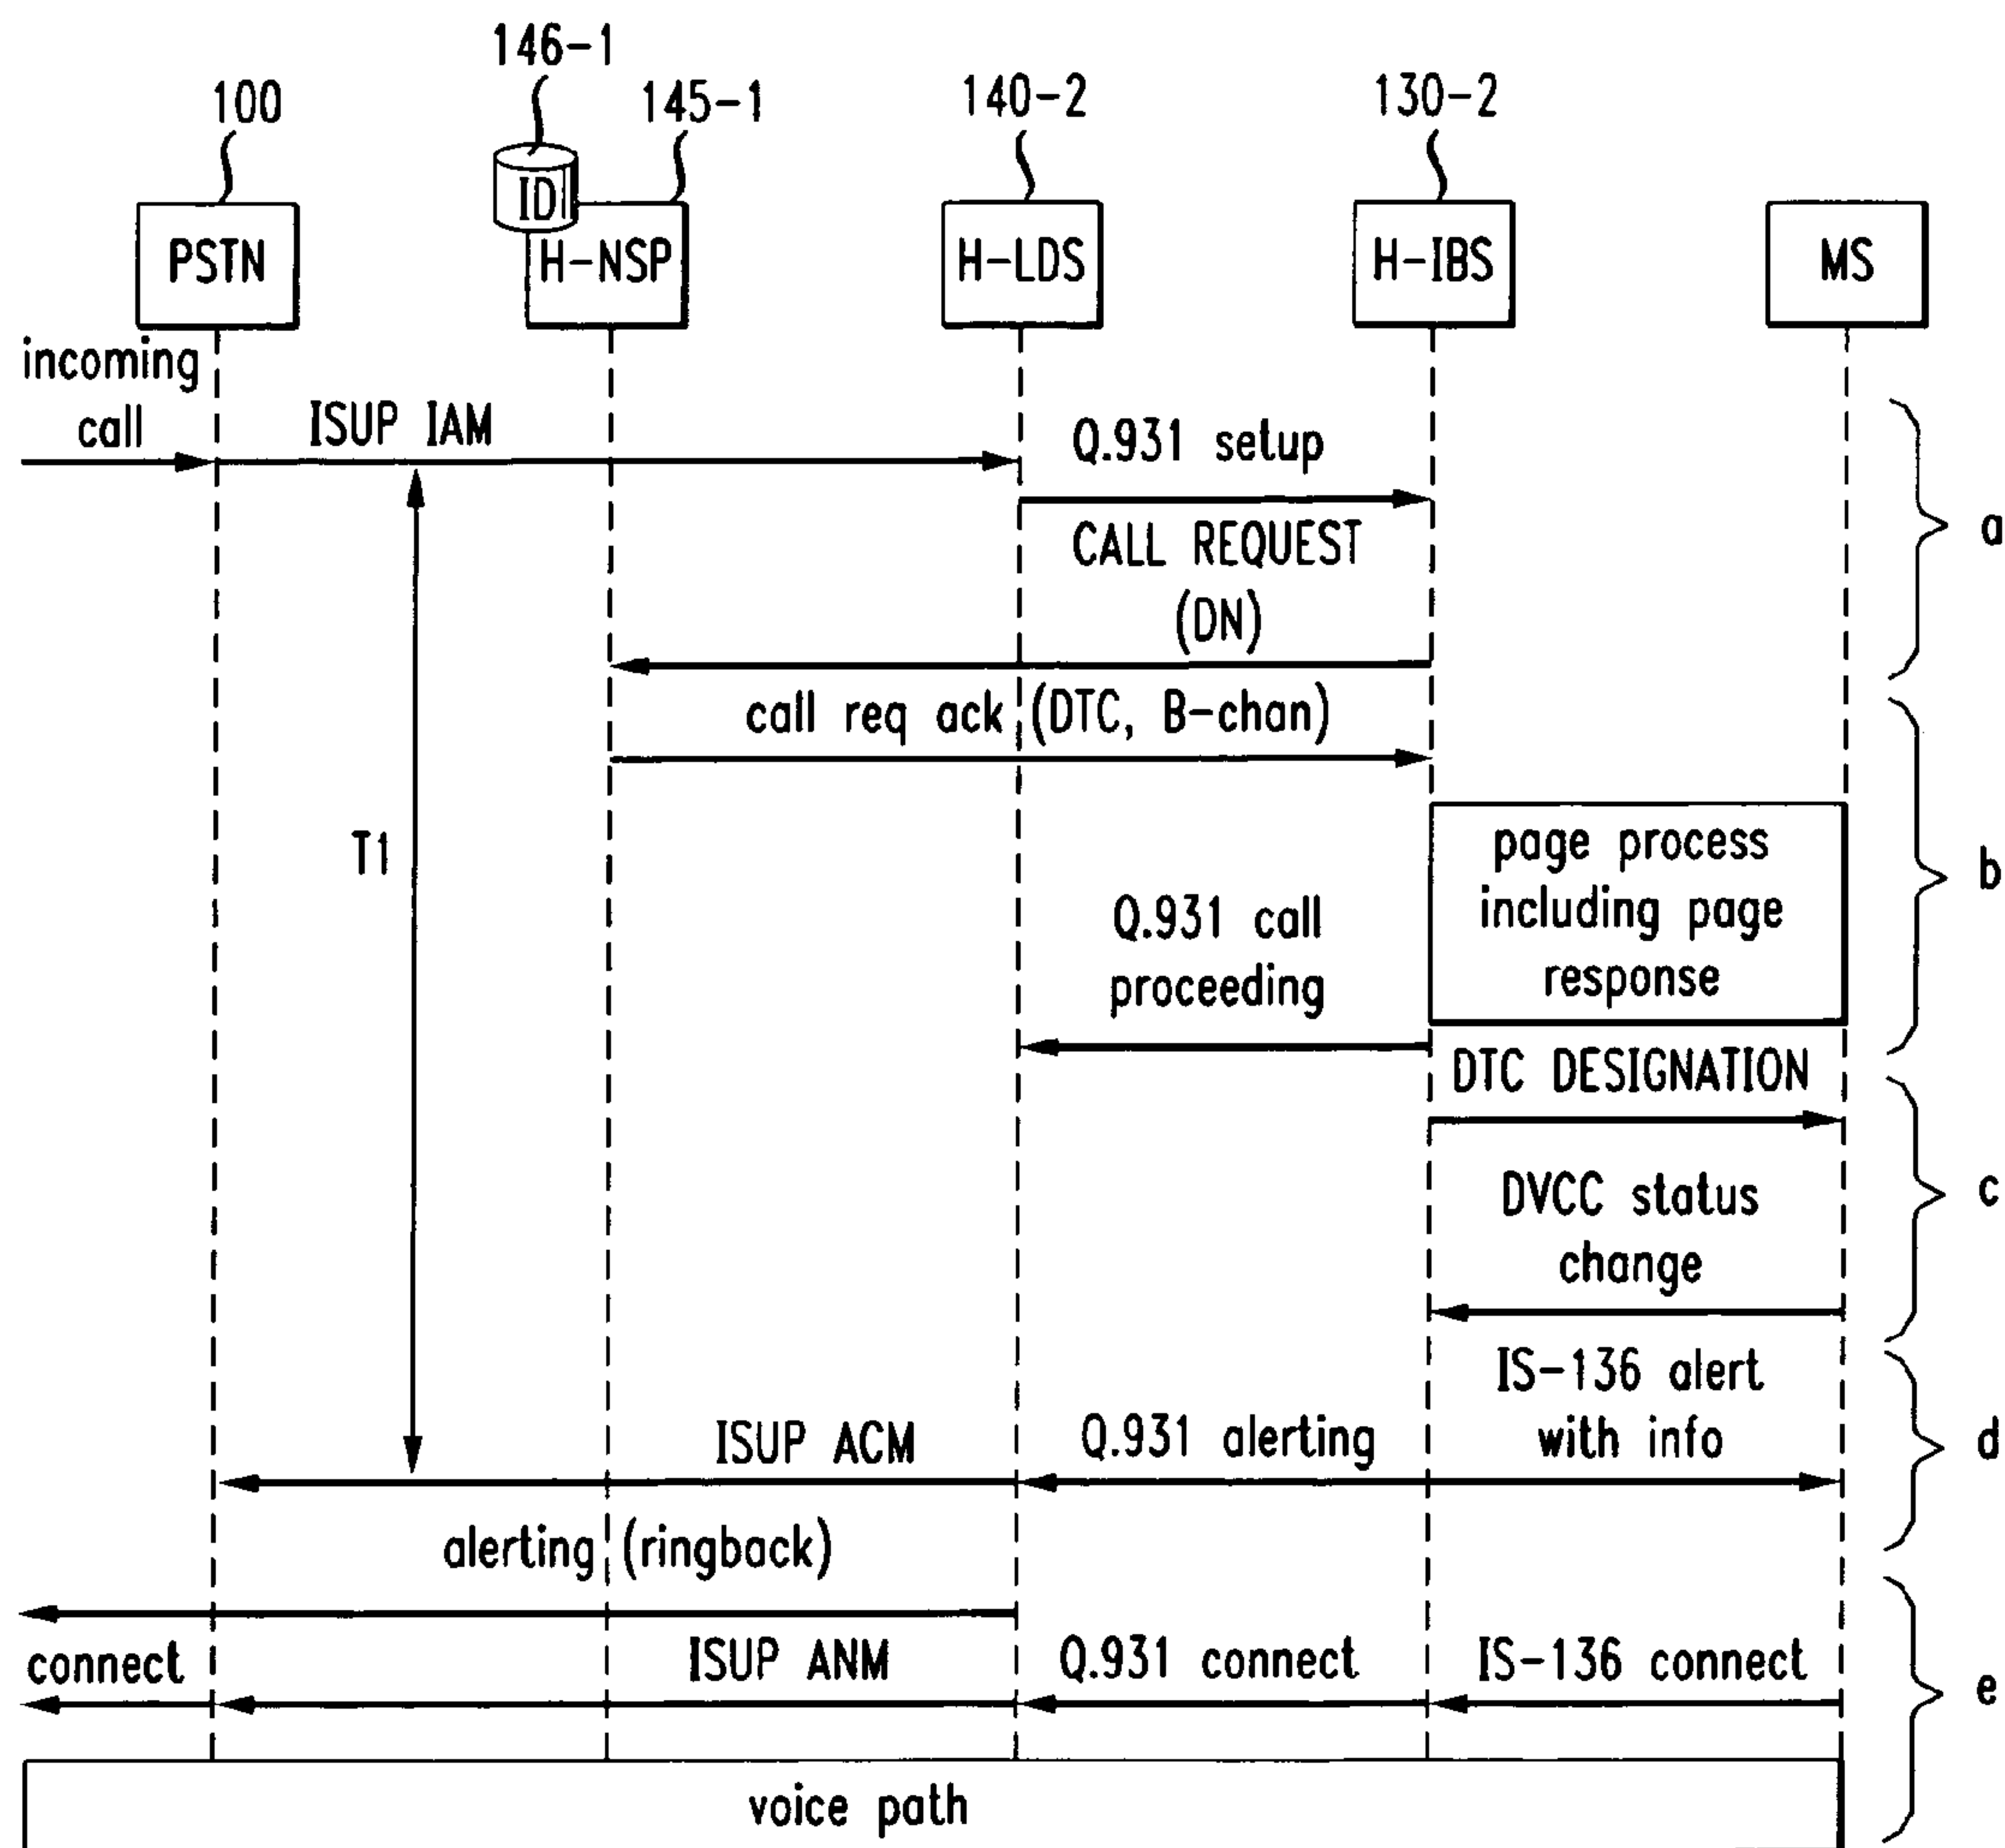 146-1
100
145-1
140-2
130-2
ID
PSTN
H-NSP
H-LDS
H-IBS
MS
incoming
call
ISUP IAM
Q.931 setup
CALL REQUEST
(DN)
a
call req ack (DTC, B-chan)
T1
page process
including page
response
b
Q.931 call
proceeding
DTC DESIGNATION
DVCC status
change
c
IS-136 alert
with info
ISUP ACM
Q.931 alerting
d
alerting (ringback)
connect
ISUP ANM
Q.931 connect
IS-136 connect
e
voice path